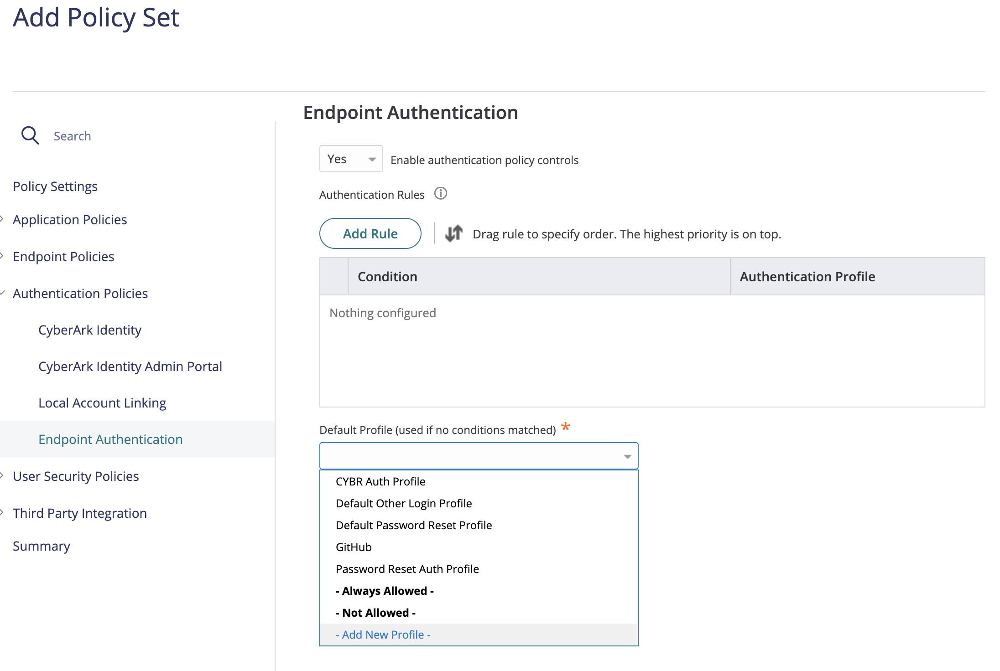 Add Policy Set
Search
Policy Settings
Application Policies
Endpoint Policies
Authentication Policies
CyberArk Identity
CyberArk Identity Admin Portal
Local Account Linking
Endpoint Authentication
User Security Policies
Third Party Integration
Summary
Endpoint Authentication
Yes Enable authentication policy controls
Authentication Rules
Add Rule Drag rule to specify order. The highest priority is on top.
Condition Authentication Profile
Nothing configured
Default Profile (used if no conditions matched) *
CYBR Auth Profile
Default Other Login Profile
Default Password Reset Profile
GitHub
Password Reset Auth Profile
- Always Allowed -
- Not Allowed -
- Add New Profile -